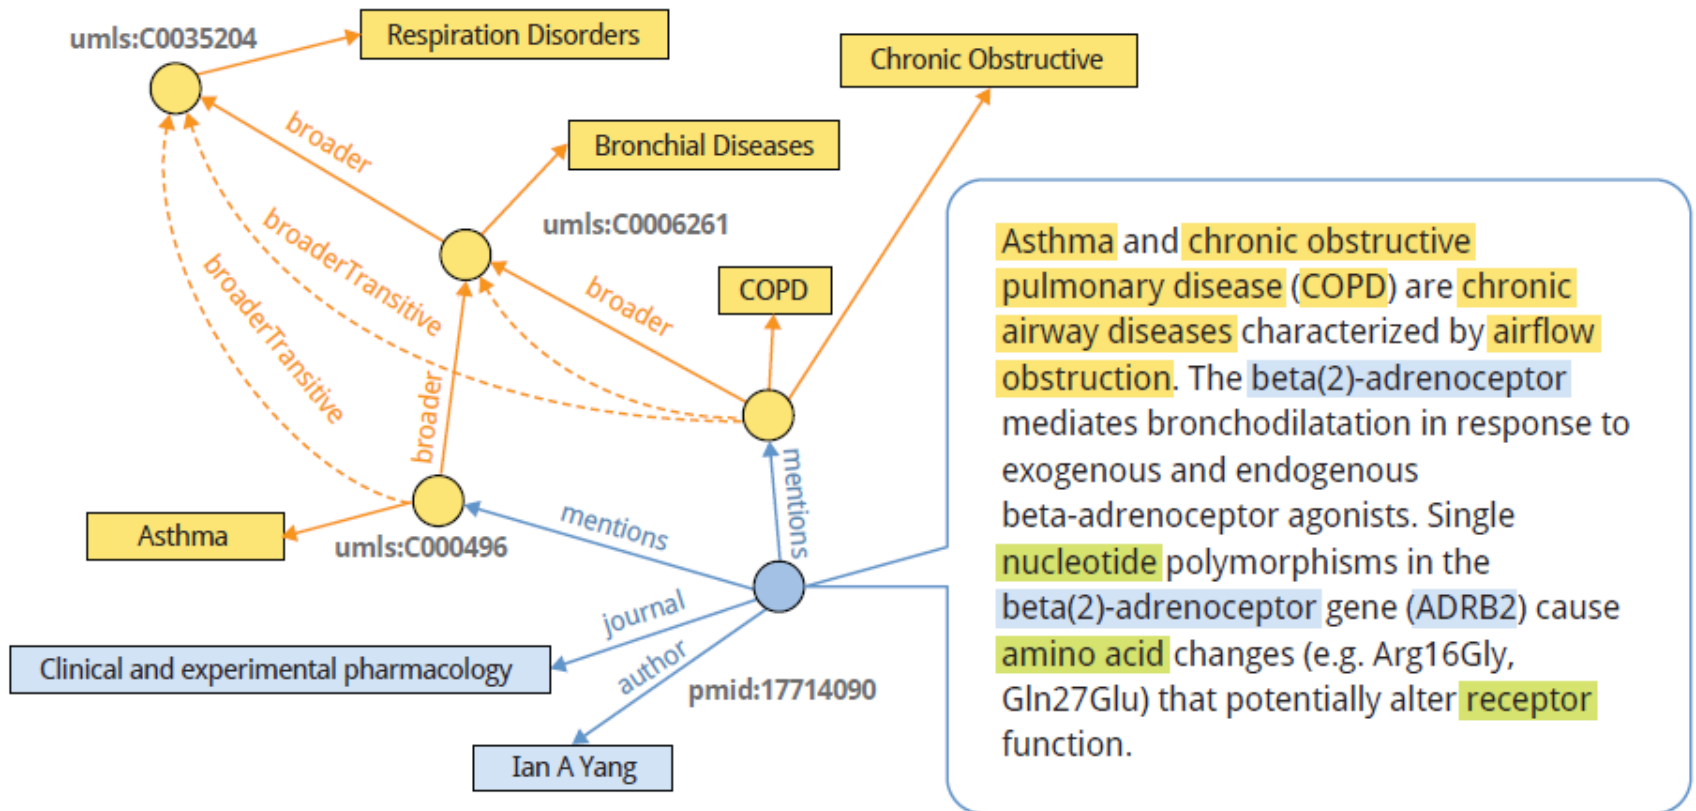 umls:C0035204
Respiration Disorders
Chronic Obstructive
broader
Bronchial Diseases
umls:C0006261
broaderTransitive
broaderTransitive
broader
COPD
broader
mentions
Asthma
umls:C000496
mentions
journal
Clinical and experimental pharmacology
author
pmid:17714090
Ian A Yang
Asthma and chronic obstructive
pulmonary disease (COPD) are chronic
airway diseases characterized by airflow
obstruction. The beta(2)-adrenoceptor
mediates bronchodilatation in response to
exogenous and endogenous
beta-adrenoceptor agonists. Single
nucleotide polymorphisms in the
beta(2)-adrenoceptor gene (ADRB2) cause
amino acid changes (e.g. Arg16Gly,
Gln27Glu) that potentially alter receptor
function.